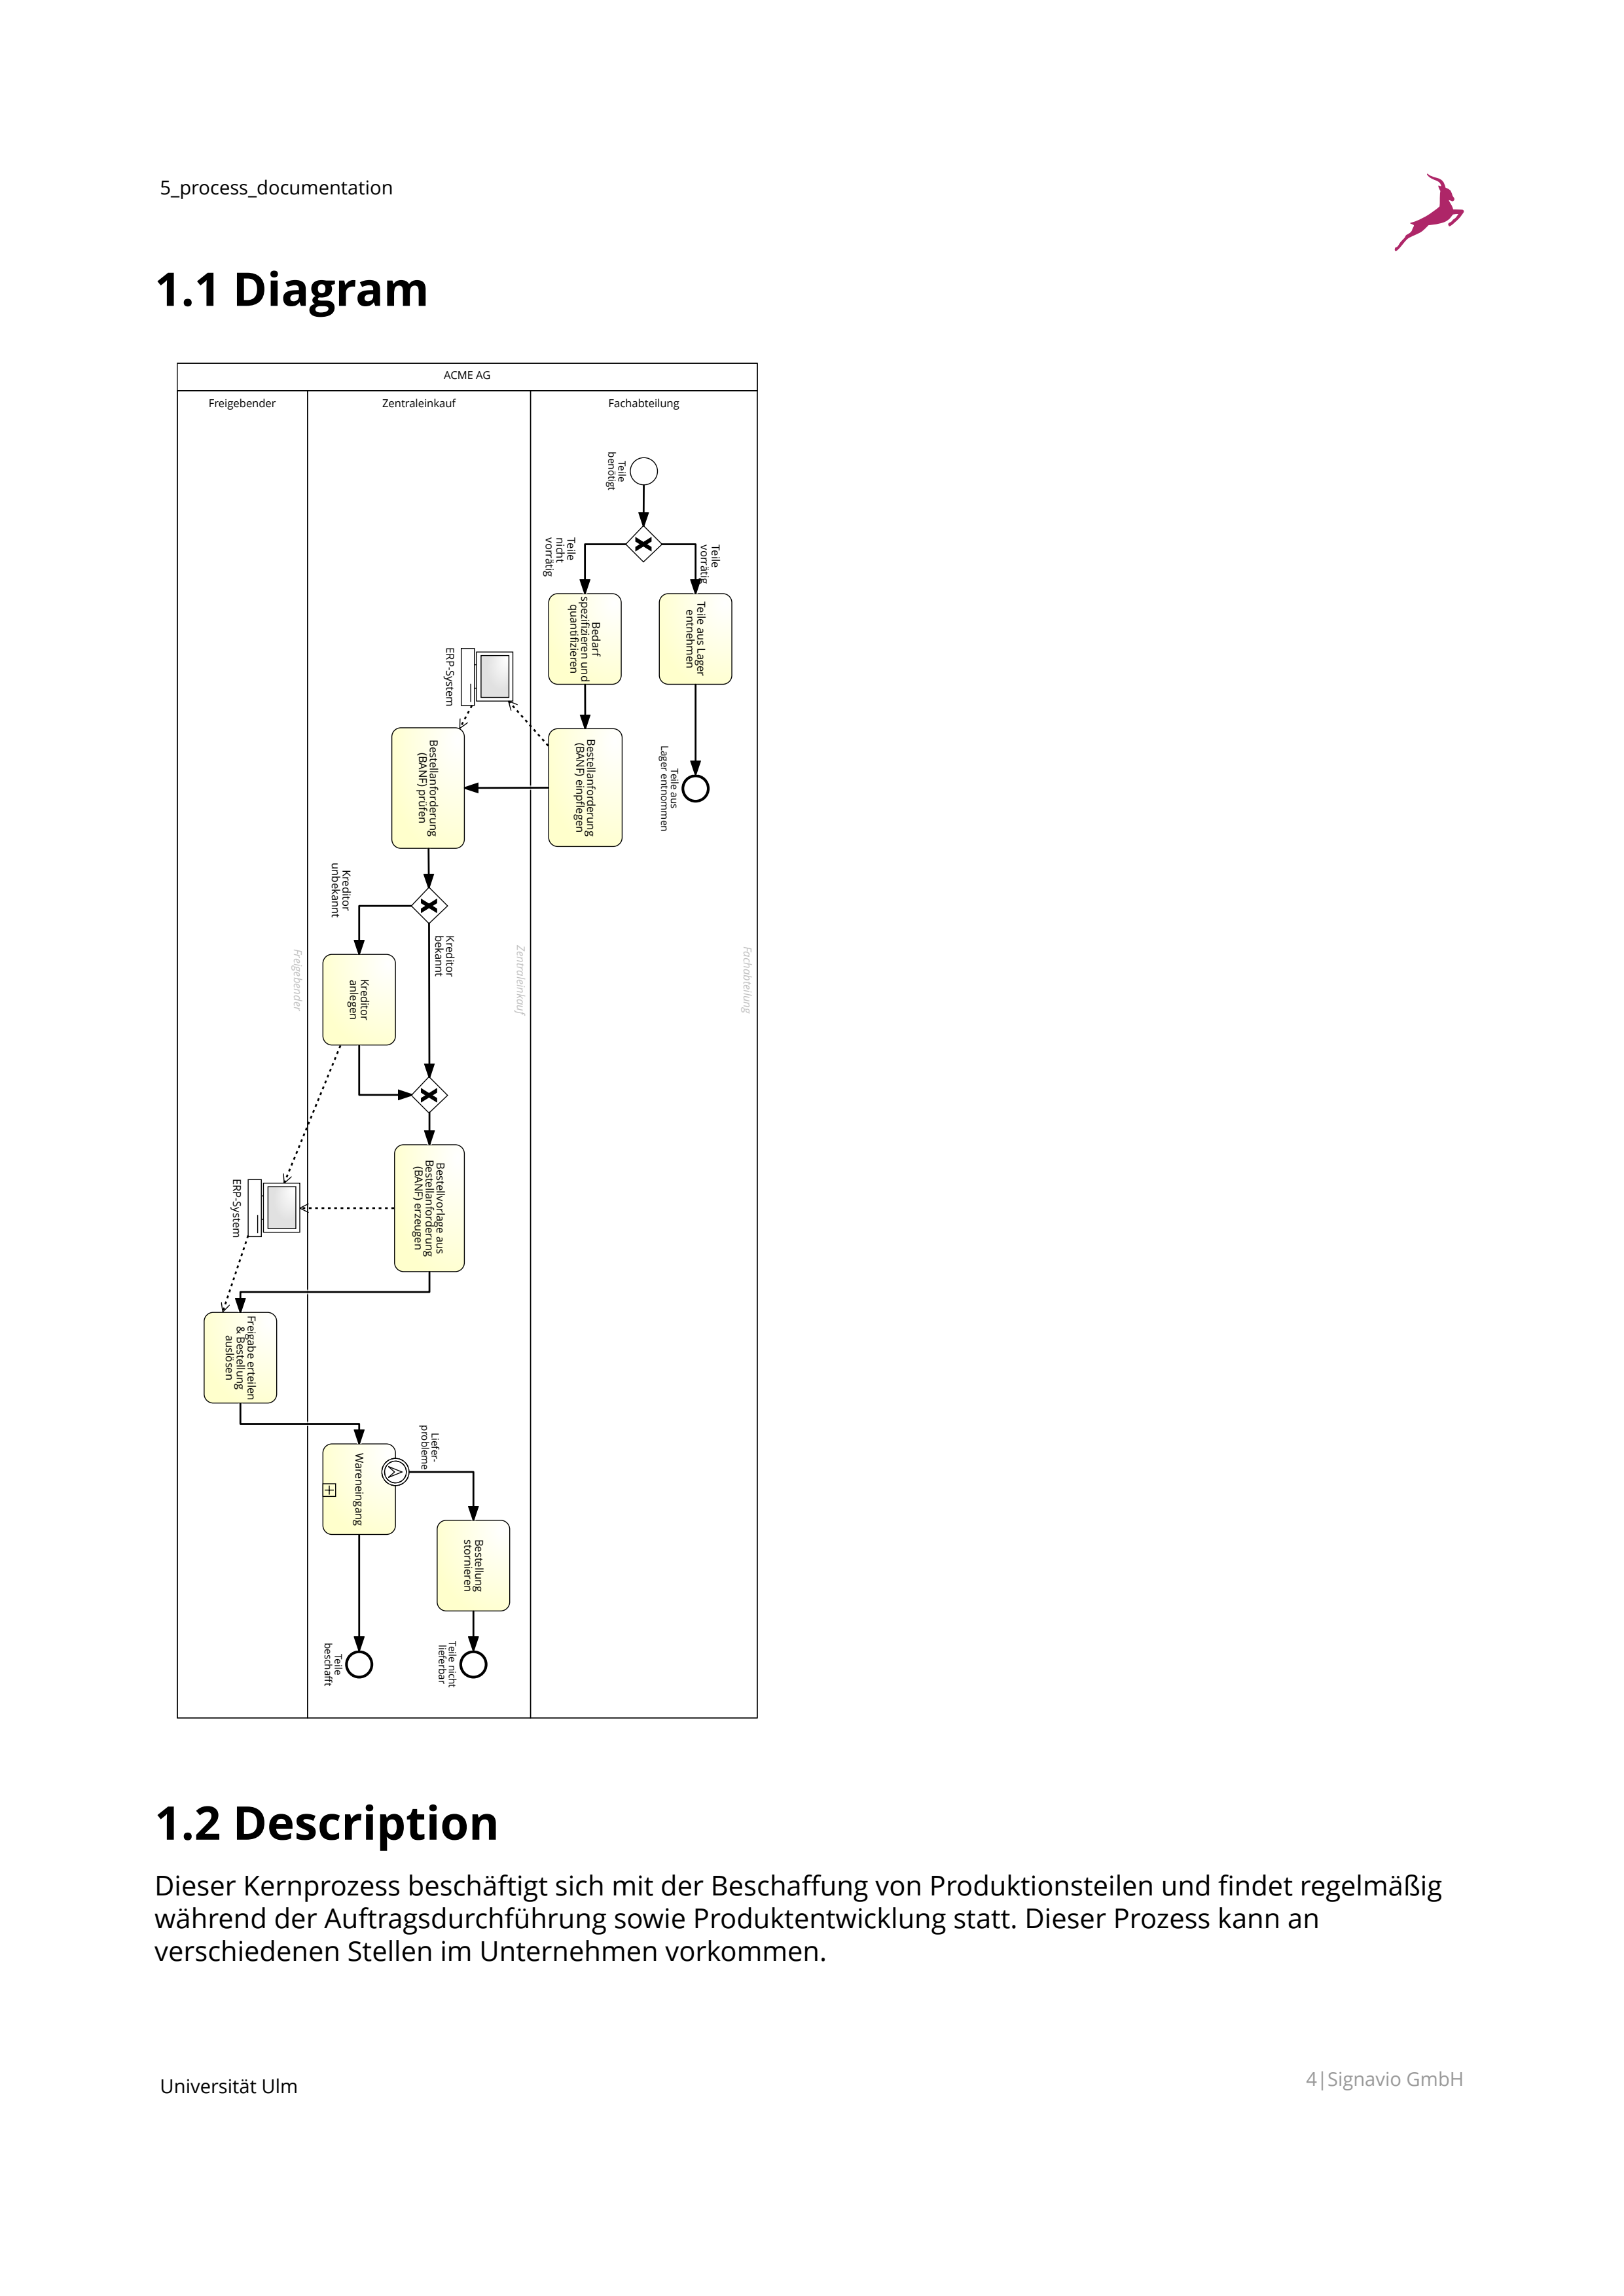 5_process_documentation
1.1 Diagram
ACME AG
Freigebender
Zentraleinkauf
Fachabteilung
Teile
benötigt
Teile
vorrätig
Teile
nicht
vorrätig
Teile aus Lager
entnehmen
Bedarf
spezifizieren und
quantifizieren
ERP-System
Teile aus
Lager entnommen
Bestellanforderung
(BANF) einpflegen
Bestellanforderung
(BANF) prüfen
Kreditor
unbekannt
Kreditor
bekannt
Fachabteilung
Zentraleinkauf
Freigebender
Kreditor
anlegen
Bestellvorlage aus
Bestellanforderung
(BANF) erzeugen
ERP-System
Freigabe erteilen
& Bestellung
auslösen
Liefer-
probleme
Wareneingang
Bestellung
stornieren
Teile nicht
lieferbar
Teile
beschafft
1.2 Description
Dieser Kernprozess beschäftigt sich mit der Beschaffung von Produktionsteilen und findet regelmäßig
während der Auftragsdurchführung sowie Produktentwicklung statt. Dieser Prozess kann an
verschiedenen Stellen im Unternehmen vorkommen.
Universität Ulm
4|Signavio GmbH